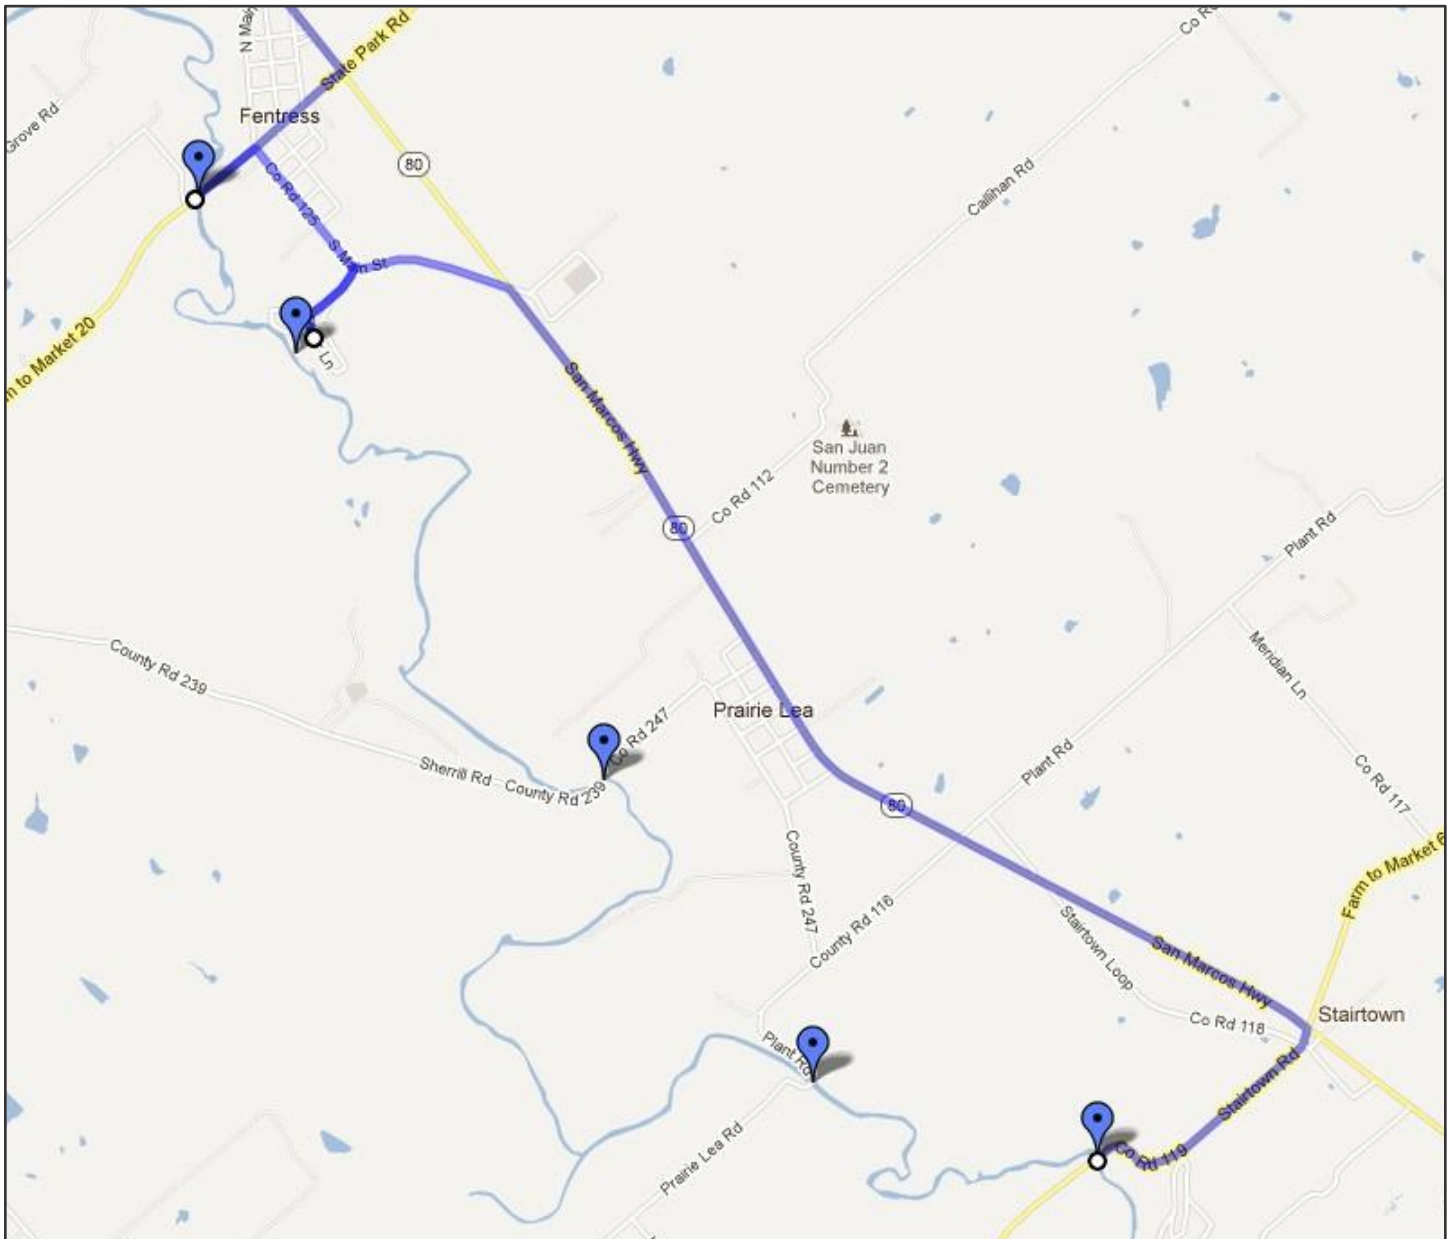 N Main
State Park Rd
Co Rd
Grove Rd
Fentress
80
Co Rd 125
Callihan Rd
S Main St
m to Market 20
Ln
San Marcos Hwy
San Juan
Number 2
Cemetery
Co Rd 112
80
Plant Rd
County Rd 239
Meridian Ln
Prairie Lea
Co Rd 247
Sherrill Rd
County Rd 239
Plant Rd
Co Rd 117
80
County Rd 247
County Rd 116
Farm to Market 6
Stairtown Loop
San Marcos Hwy
Co Rd 118
Stairtown
Plant Rd
Stairtown Rd
Prairie Lea Rd
Co Rd 119